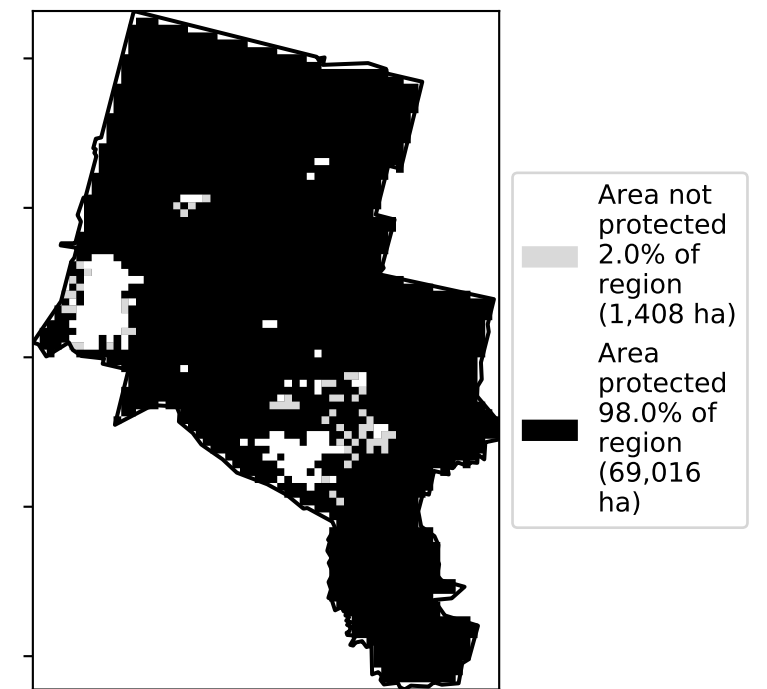 Area not
protected
2.0% of
region
(1,408 ha)
Area
protected
98.0% of
region
(69,016
ha)